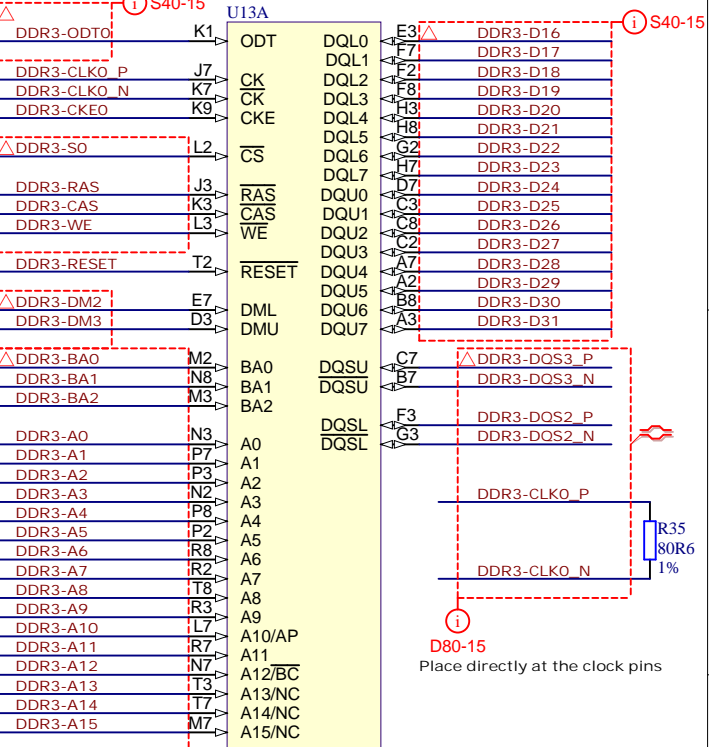 S40-15
U13A
DDR3-ODT0 K1 ODT DQL0 E3 DDR3-D16 S40-15
DQL1 F7 DDR3-D17
DDR3-CLK0_P J7 CK DQL2 F2 DDR3-D18
DDR3-CLK0_N K7 CK DQL3 F8 DDR3-D19
DDR3-CKE0 K9 CKE DQL4 H3 DDR3-D20
DQL5 H8 DDR3-D21
DDR3-S0 L2 CS DQL6 G2 DDR3-D22
DQL7 H7 DDR3-D23
DDR3-RAS J3 RAS DQU0 D7 DDR3-D24
DDR3-CAS K3 CAS DQU1 C3 DDR3-D25
DDR3-WE L3 WE DQU2 C8 DDR3-D26
DQU3 C2 DDR3-D27
DDR3-RESET T2 RESET DQU4 A7 DDR3-D28
DQU5 A2 DDR3-D29
DDR3-DM2 E7 DML DQU6 B8 DDR3-D30
DDR3-DM3 D3 DMU DQU7 A3 DDR3-D31
DDR3-BA0 M2 BA0 DQSU C7 DDR3-DQS3_P
DDR3-BA1 N8 BA1 DQSU B7 DDR3-DQS3_N
DDR3-BA2 M3 BA2
DQSL F3 DDR3-DQS2_P
DDR3-A0 N3 A0 DQSL G3 DDR3-DQS2_N
DDR3-A1 P7 A1
DDR3-A2 P3 A2
DDR3-A3 N2 A3 DDR3-CLK0_P
DDR3-A4 P8 A4
DDR3-A5 P2 A5 R35
DDR3-A6 R8 A6 80R6
DDR3-A7 R2 A7 DDR3-CLK0_N 1%
DDR3-A8 T8 A8
DDR3-A9 R3 A9
DDR3-A10 L7 A10/AP
DDR3-A11 R7 A11 D80-15
DDR3-A12 N7 A12/BC Place directly at the clock pins
DDR3-A13 T3 A13/NC
DDR3-A14 T7 A14/NC
DDR3-A15 M7 A15/NC